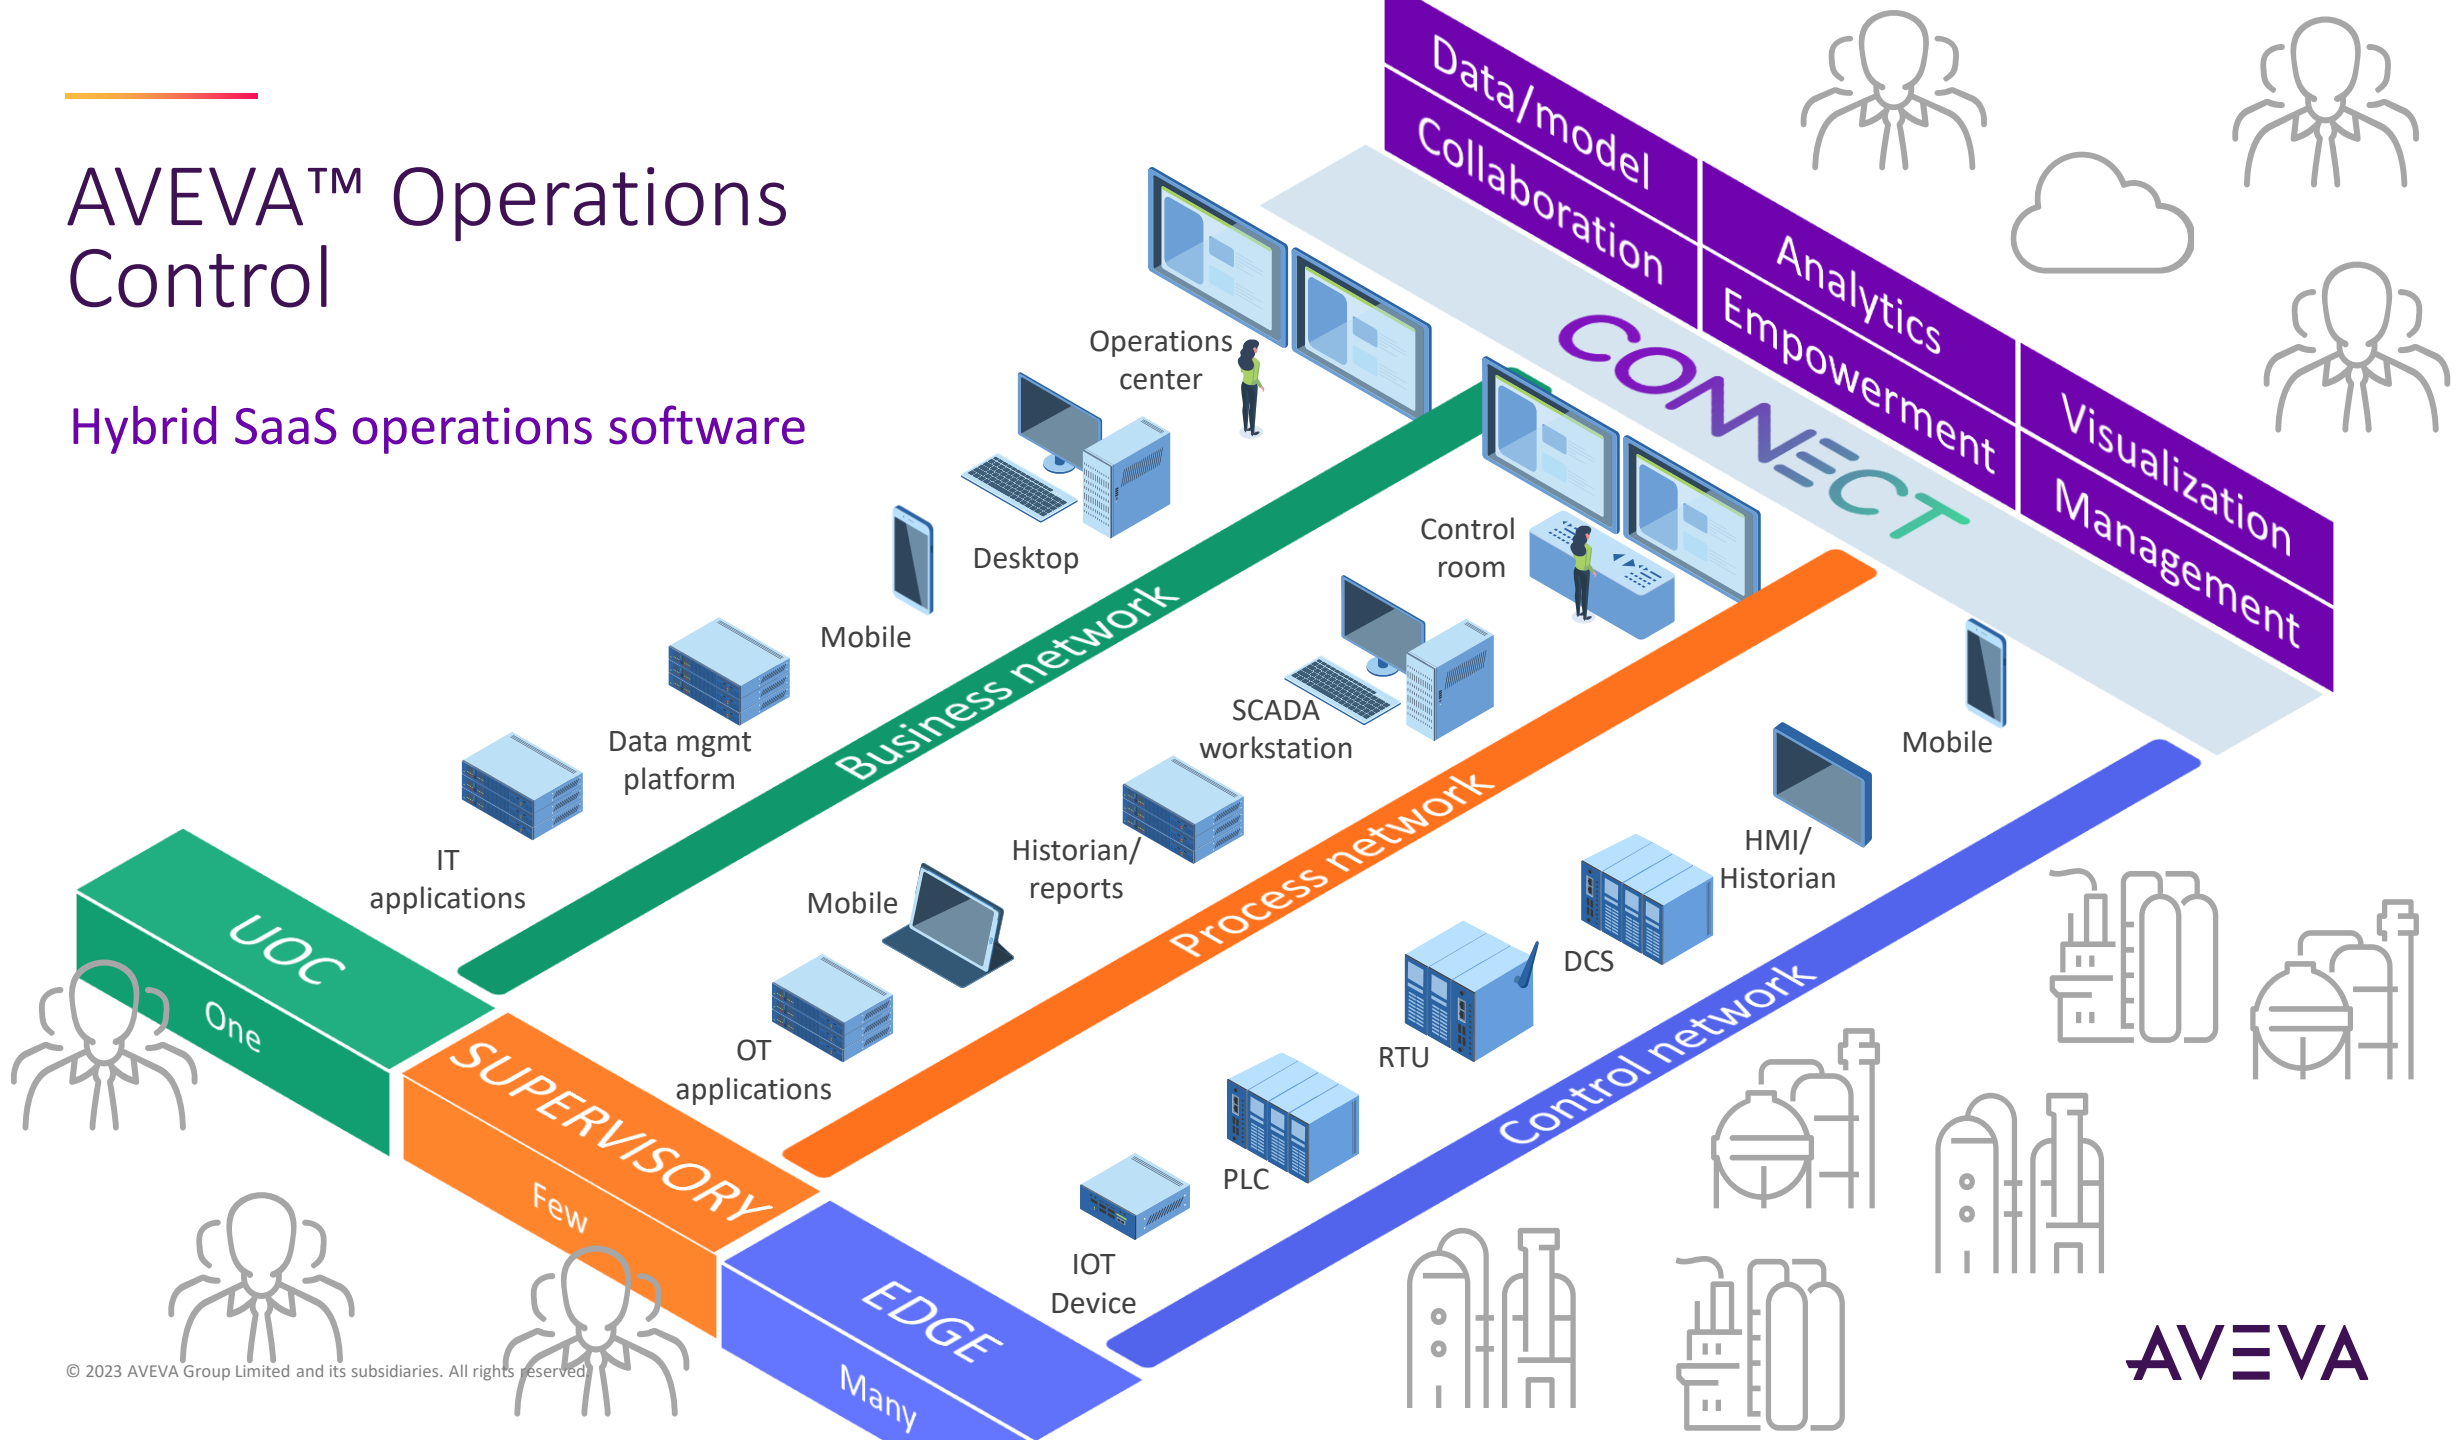 AVEVA™ Operations
Control
Hybrid SaaS operations software
Data/model
Collaboration
Analytics
Empowerment
Visualization
Management
CONNECT
Operations
center
Desktop
Mobile
Data mgmt
platform
IT
applications
Business network
Control
room
SCADA
workstation
Historian/
reports
Mobile
OT
applications
Process network
Mobile
HMI/
Historian
DCS
RTU
PLC
IOT
Device
Control network
UOC
One
SUPERVISORY
Few
EDGE
Many
© 2023 AVEVA Group Limited and its subsidiaries. All rights reserved.
AVEVA